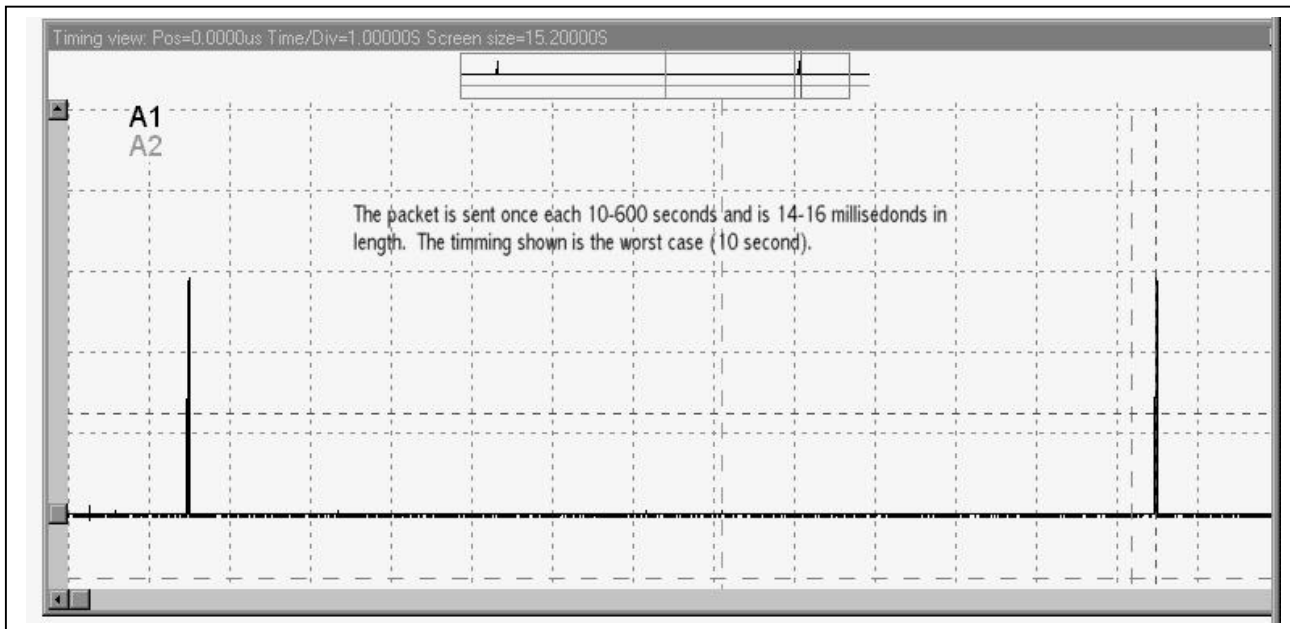 Timing view: Pos=0.0000us Time/Div=1.00000S Screen size=15.20000S
A1
A2
The packet is sent once each 10-600 seconds and is 14-16 millisedonds in
length. The timming shown is the worst case (10 second).